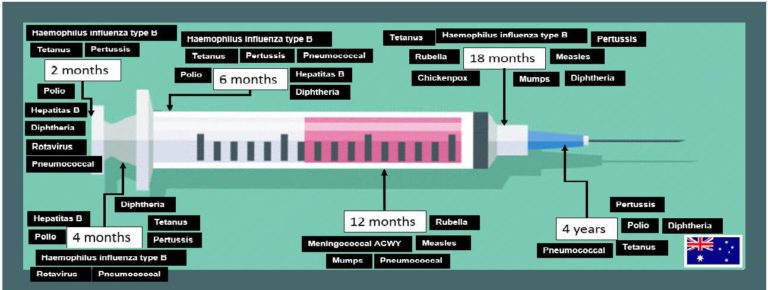 Haemophilus influenza type B
Tetanus
Pertussis
2 months
Polio
Hepatitas B
Diphtheria
Rotavirus
Pneumococcal
Haemophilus influenza type B
Tetanus
Pertussis
Pneumococcal
Polio
6 months
Hepatitas B
Diphtheria
Tetanus
Haemophilus influenza type B
Pertussis
Rubella
18 months
Measles
Chickenpox
Mumps
Diphtheria
Diphtheria
Hepatitas B
Tetanus
Polio
4 months
Pertussis
Haemophilus influenza type B
Rotavirus
Pneumococcal
12 months
Rubella
Meningococcal ACWY
Measles
Mumps
Pneumococcal
Pertussis
4 years
Polio
Diphtheria
Pneumococcal
Tetanus